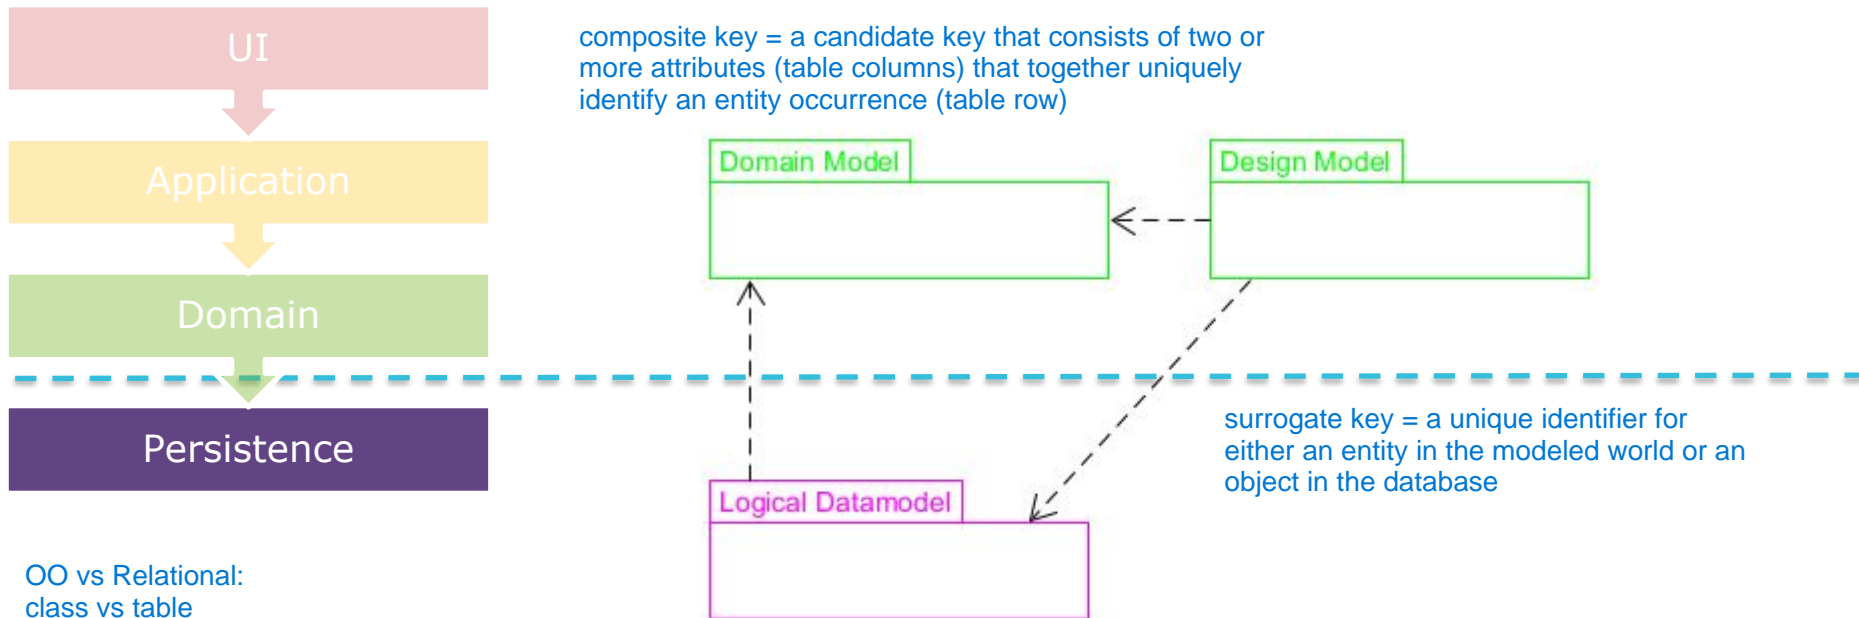 UI
Application
Domain
Persistence
OO vs Relational:
class vs table
composite key = a candidate key that consists of two or
more attributes (table columns) that together uniquely
identify an entity occurrence (table row)
Domain Model
Design Model
Logical Datamodel
surrogate key = a unique identifier for
either an entity in the modeled world or an
object in the database